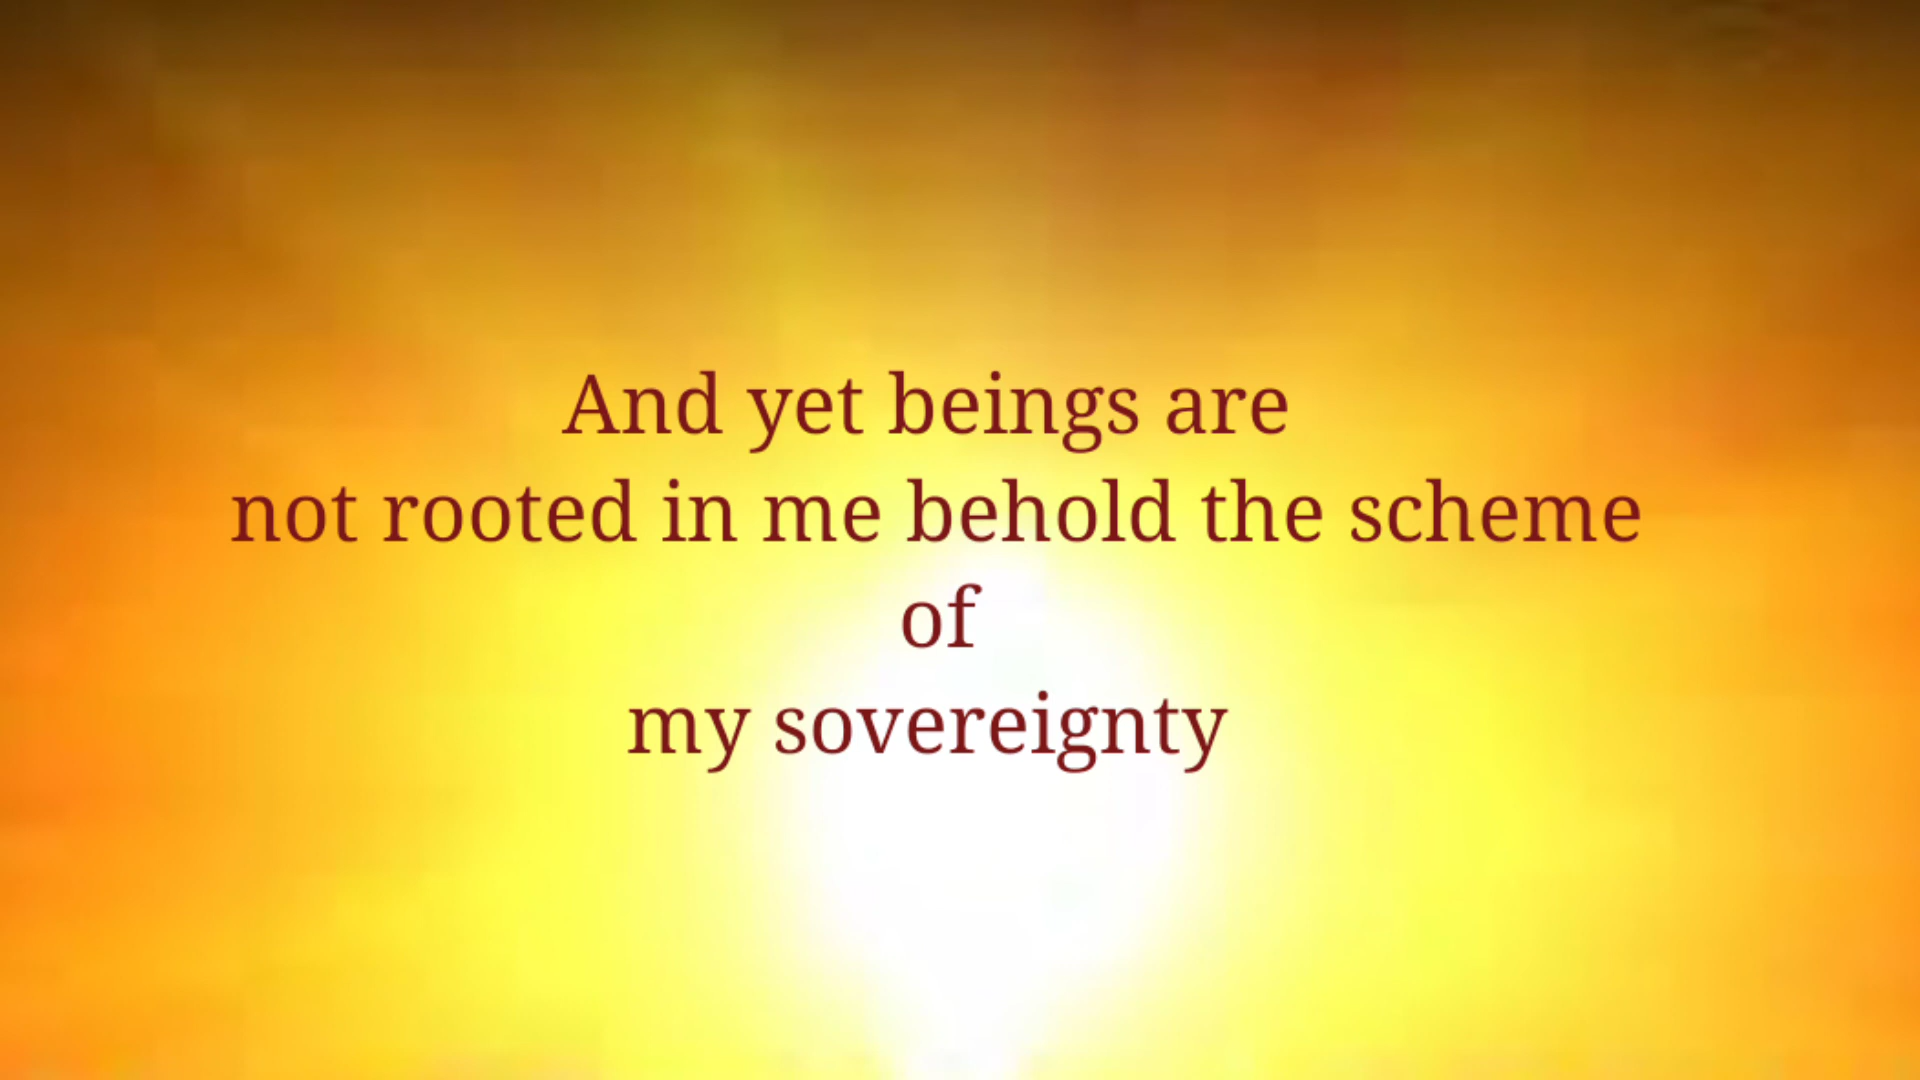 And yet beings are
not rooted in me behold the scheme
of
my sovereignty